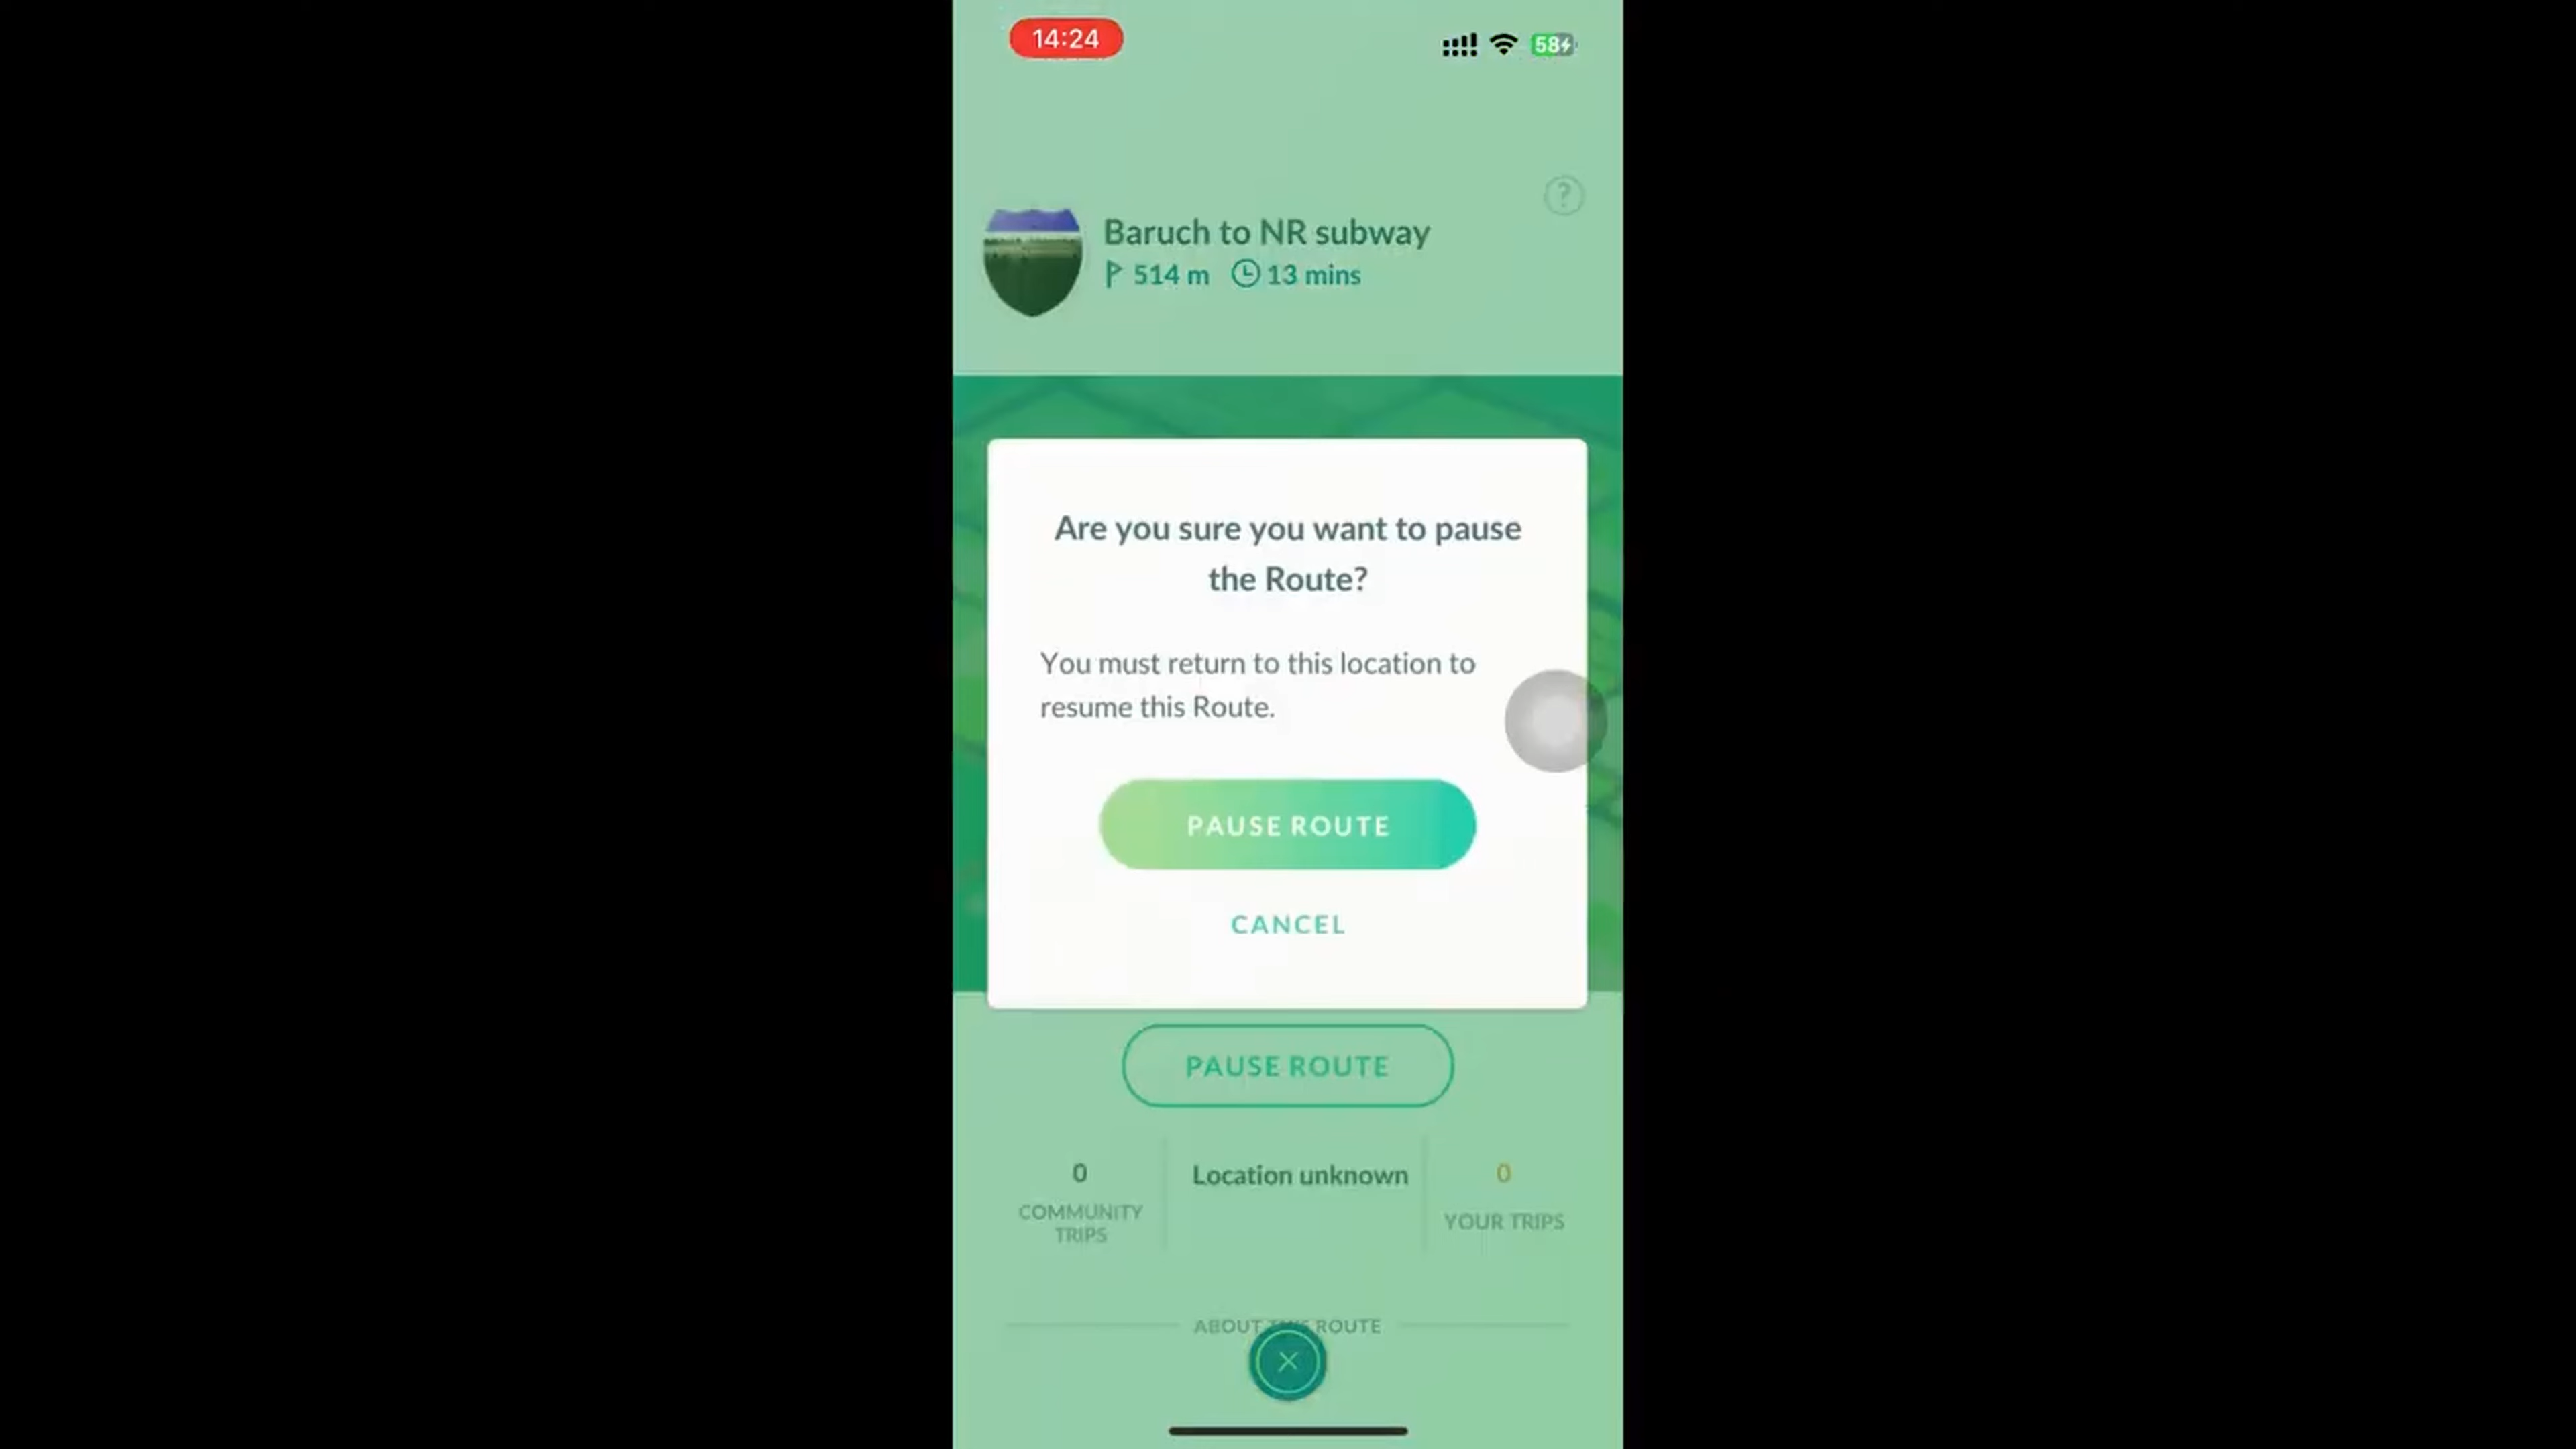 14:24
58
?
Baruch to NR subway
514 m 13 mins
Are you sure you want to pause
the Route?
You must return to this location to
resume this Route.
PAUSE ROUTE
CANCEL
PAUSE ROUTE
0
COMMUNITY
TRIPS
Location unknown
0
YOUR TRIPS
ABOUT THIS ROUTE